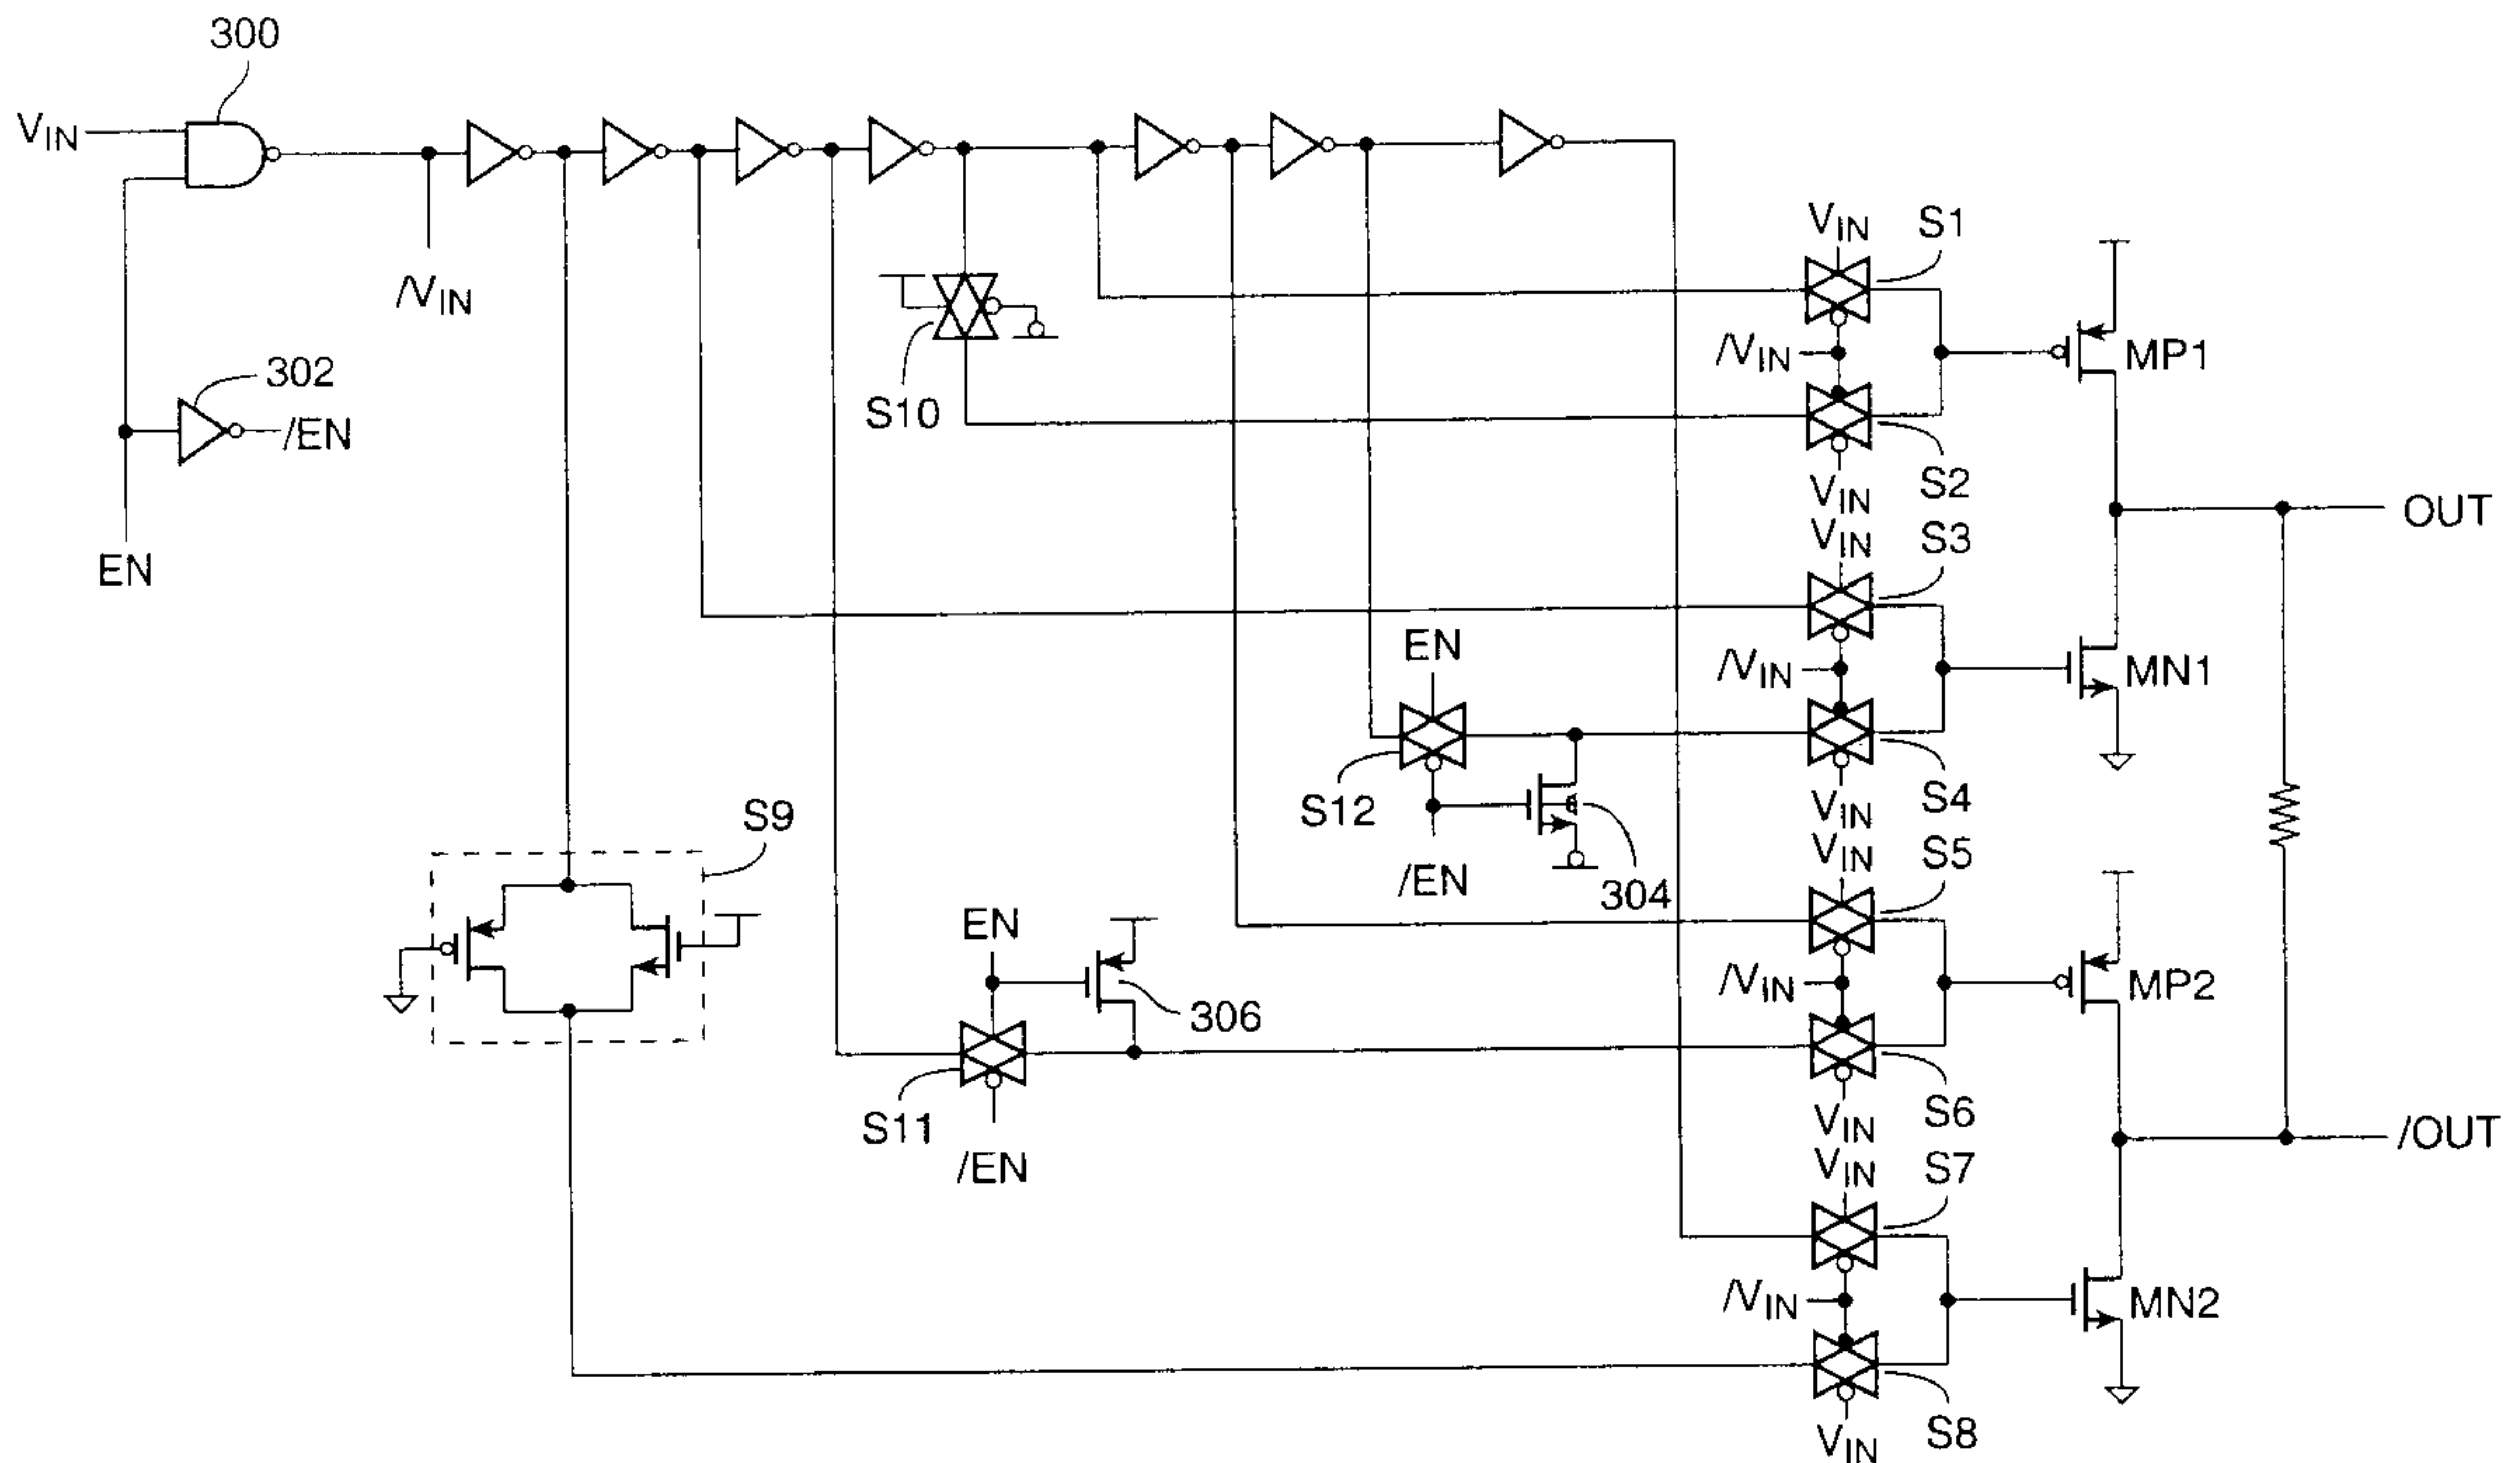 300
VIN
/VIN
302
/EN
EN
S10
VIN
S1
/VIN
MP1
S2
VIN
VIN
S3
OUT
EN
/VIN
MN1
S12
304
/EN
S4
VIN
VIN
S5
S9
EN
306
/VIN
MP2
S11
/EN
S6
VIN
VIN
S7
/OUT
/VIN
MN2
S8
VIN